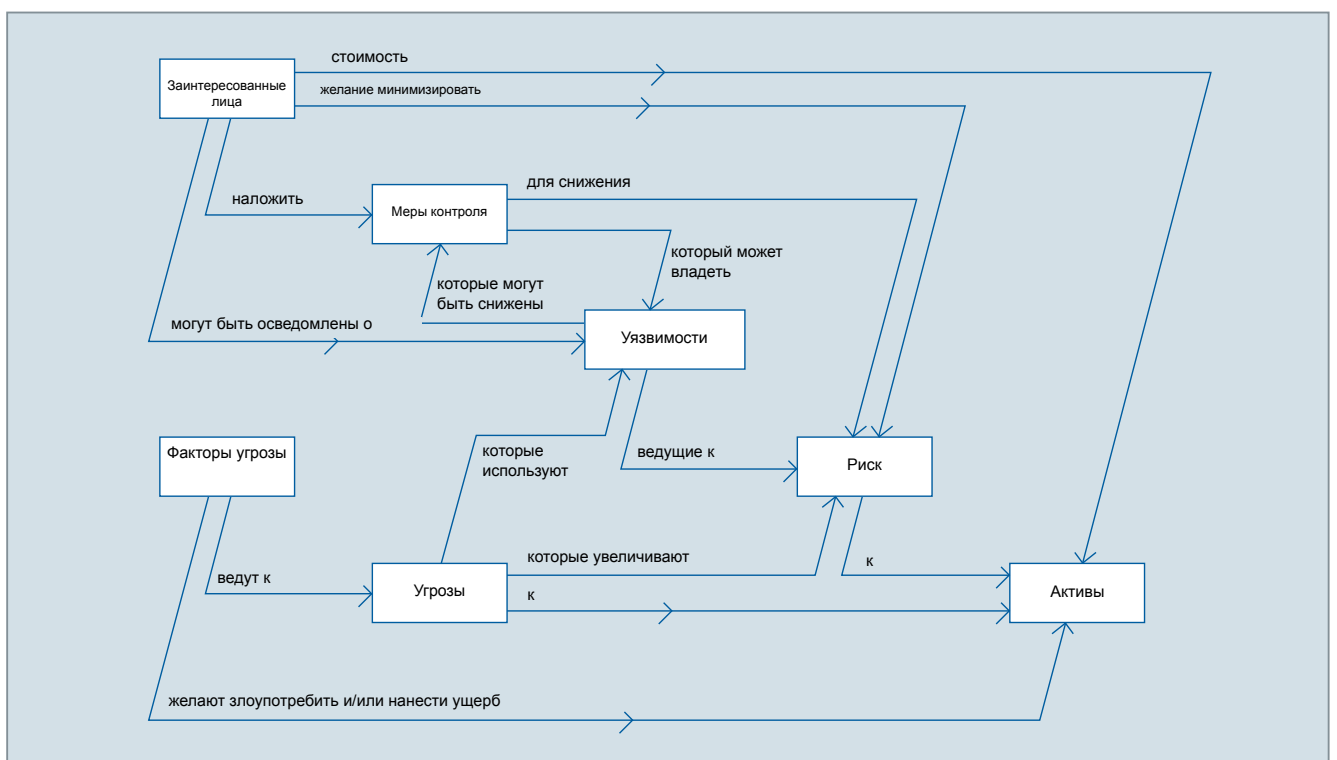 стоимость
Заинтересованные
лица
желание минимизировать
для снижения
наложить
Меры контроля
который может
владеть
которые могут
быть снижены
могут быть осведомлены о
Уязвимости
Факторы угрозы
которые
используют
ведущие к
Риск
которые увеличивают
к
ведут к
Угрозы
к
Активы
желают злоупотребить и/или нанести ущерб